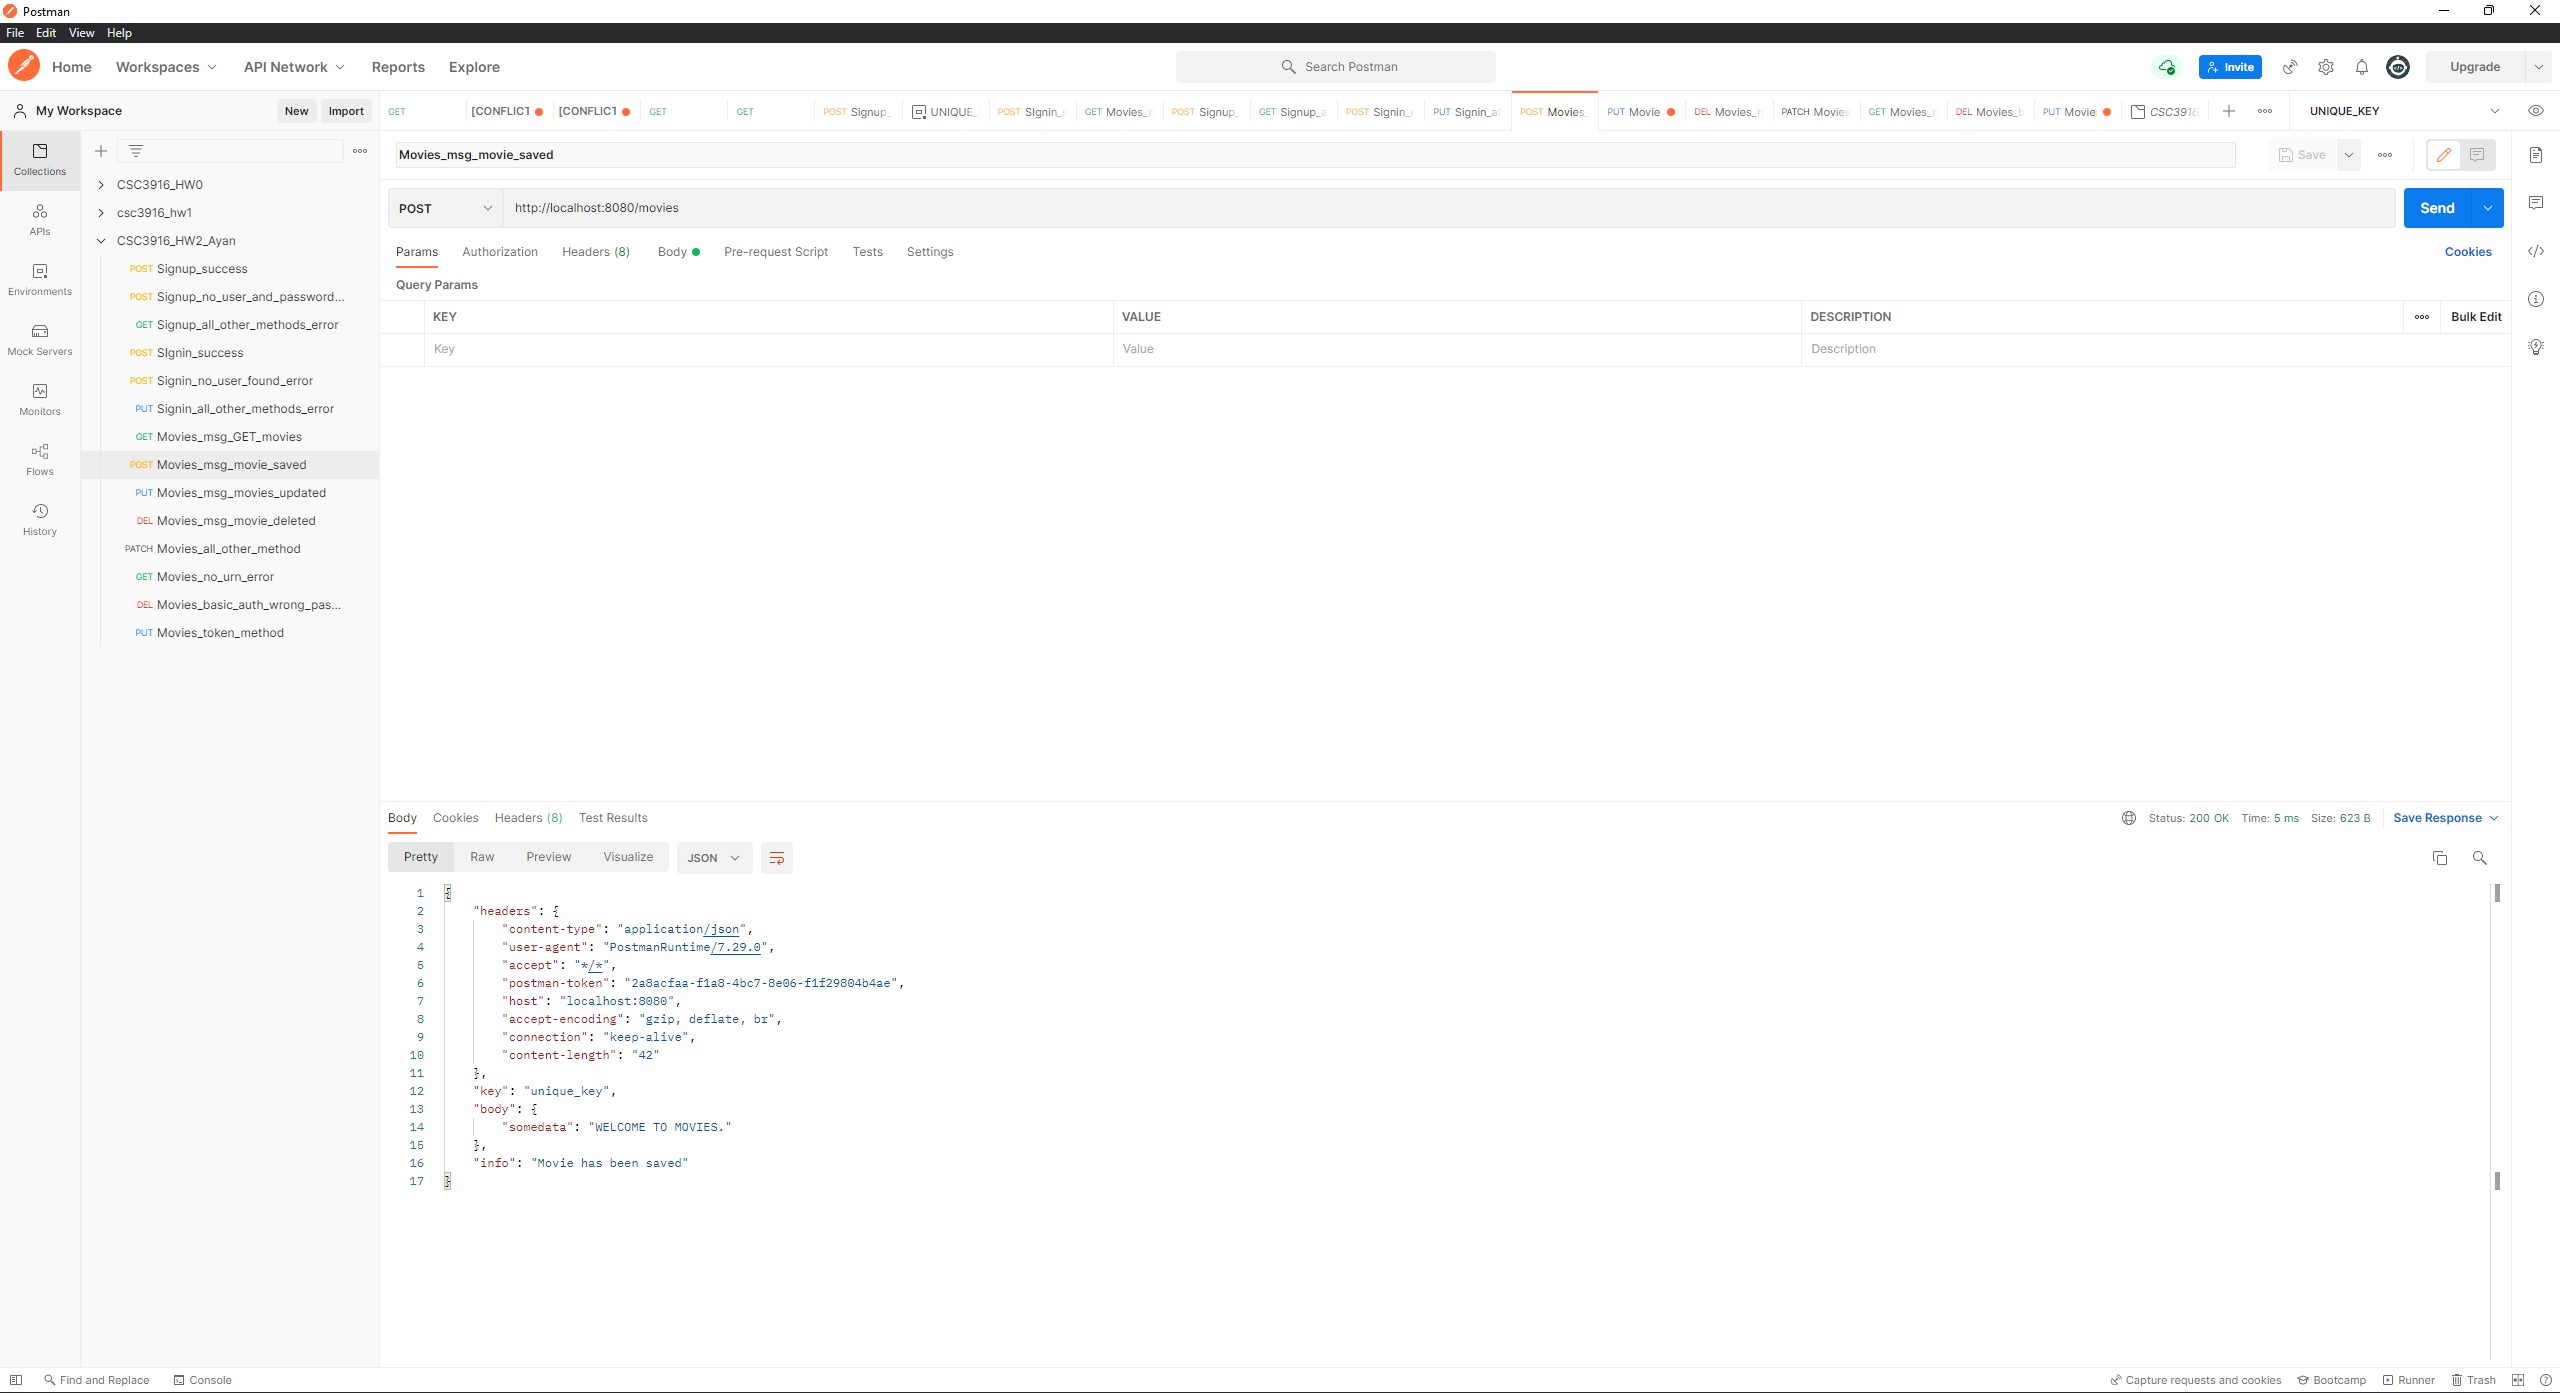 Postman
File Edit View Help
Home Workspaces API Network Reports Explore Search Postman Invite Upgrade
My Workspace New Import GET [CONFLICT [CONFLICT GET GET POST Signup_ UNIQUE_ POST SIgnin_s GET Movies_ POST Signup_ GET Signup_a POST Signin_ PUT Signin_al POST Movies_ PUT Movie DEL Movies_ PATCH Movies GET Movies_ DEL Movies_b PUT Movie CSC3916 UNIQUE_KEY
Collections
APIs
Environments
Mock Servers
Monitors
Flows
History
CSC3916_HW0
csc3916_hw1
CSC3916_HW2_Ayan
POST Signup_success
POST Signup_no_user_and_password...
GET Signup_all_other_methods_error
POST SIgnin_success
POST Signin_no_user_found_error
PUT Signin_all_other_methods_error
GET Movies_msg_GET_movies
POST Movies_msg_movie_saved
PUT Movies_msg_movies_updated
DEL Movies_msg_movie_deleted
PATCH Movies_all_other_method
GET Movies_no_urn_error
DEL Movies_basic_auth_wrong_pas...
PUT Movies_token_method
Movies_msg_movie_saved Save
POST http://localhost:8080/movies Send
Params Authorization Headers (8) Body Pre-request Script Tests Settings Cookies
Query Params
KEY VALUE DESCRIPTION Bulk Edit
Key Value Description
Body Cookies Headers (8) Test Results Status: 200 OK Time: 5 ms Size: 623 B Save Response
Pretty Raw Preview Visualize JSON
1 {
2 "headers": {
3 "content-type": "application/json",
4 "user-agent": "PostmanRuntime/7.29.0",
5 "accept": "*/*",
6 "postman-token": "2a8acfaa-f1a8-4bc7-8e06-f1f29804b4ae",
7 "host": "localhost:8080",
8 "accept-encoding": "gzip, deflate, br",
9 "connection": "keep-alive",
10 "content-length": "42"
11 },
12 "key": "unique_key",
13 "body": {
14 "somedata": "WELCOME TO MOVIES."
15 },
16 "info": "Movie has been saved"
17 }
Find and Replace Console Capture requests and cookies Bootcamp Runner Trash